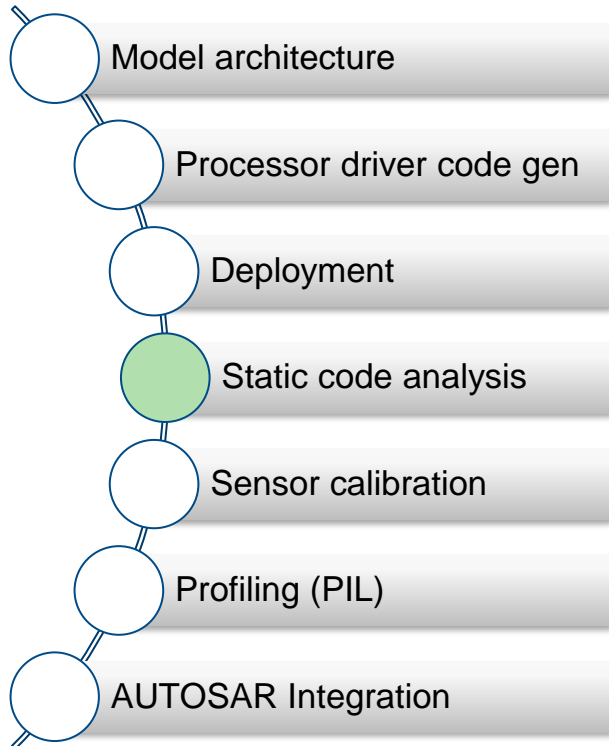 Model architecture
Processor driver code gen
Deployment
Static code analysis
Sensor calibration
Profiling (PIL)
AUTOSAR Integration